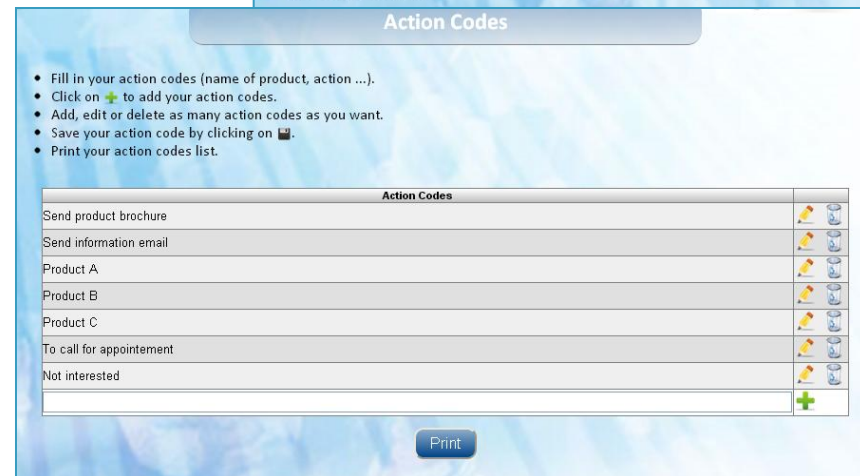 Action Codes
Fill in your action codes (name of product, action ...).
Click on to add your action codes.
Add, edit or delete as many action codes as you want.
Save your action code by clicking on .
Print your action codes list.
Action Codes
Send product brochure
Send information email
Product A
Product B
Product C
To call for appointement
Not interested
Print